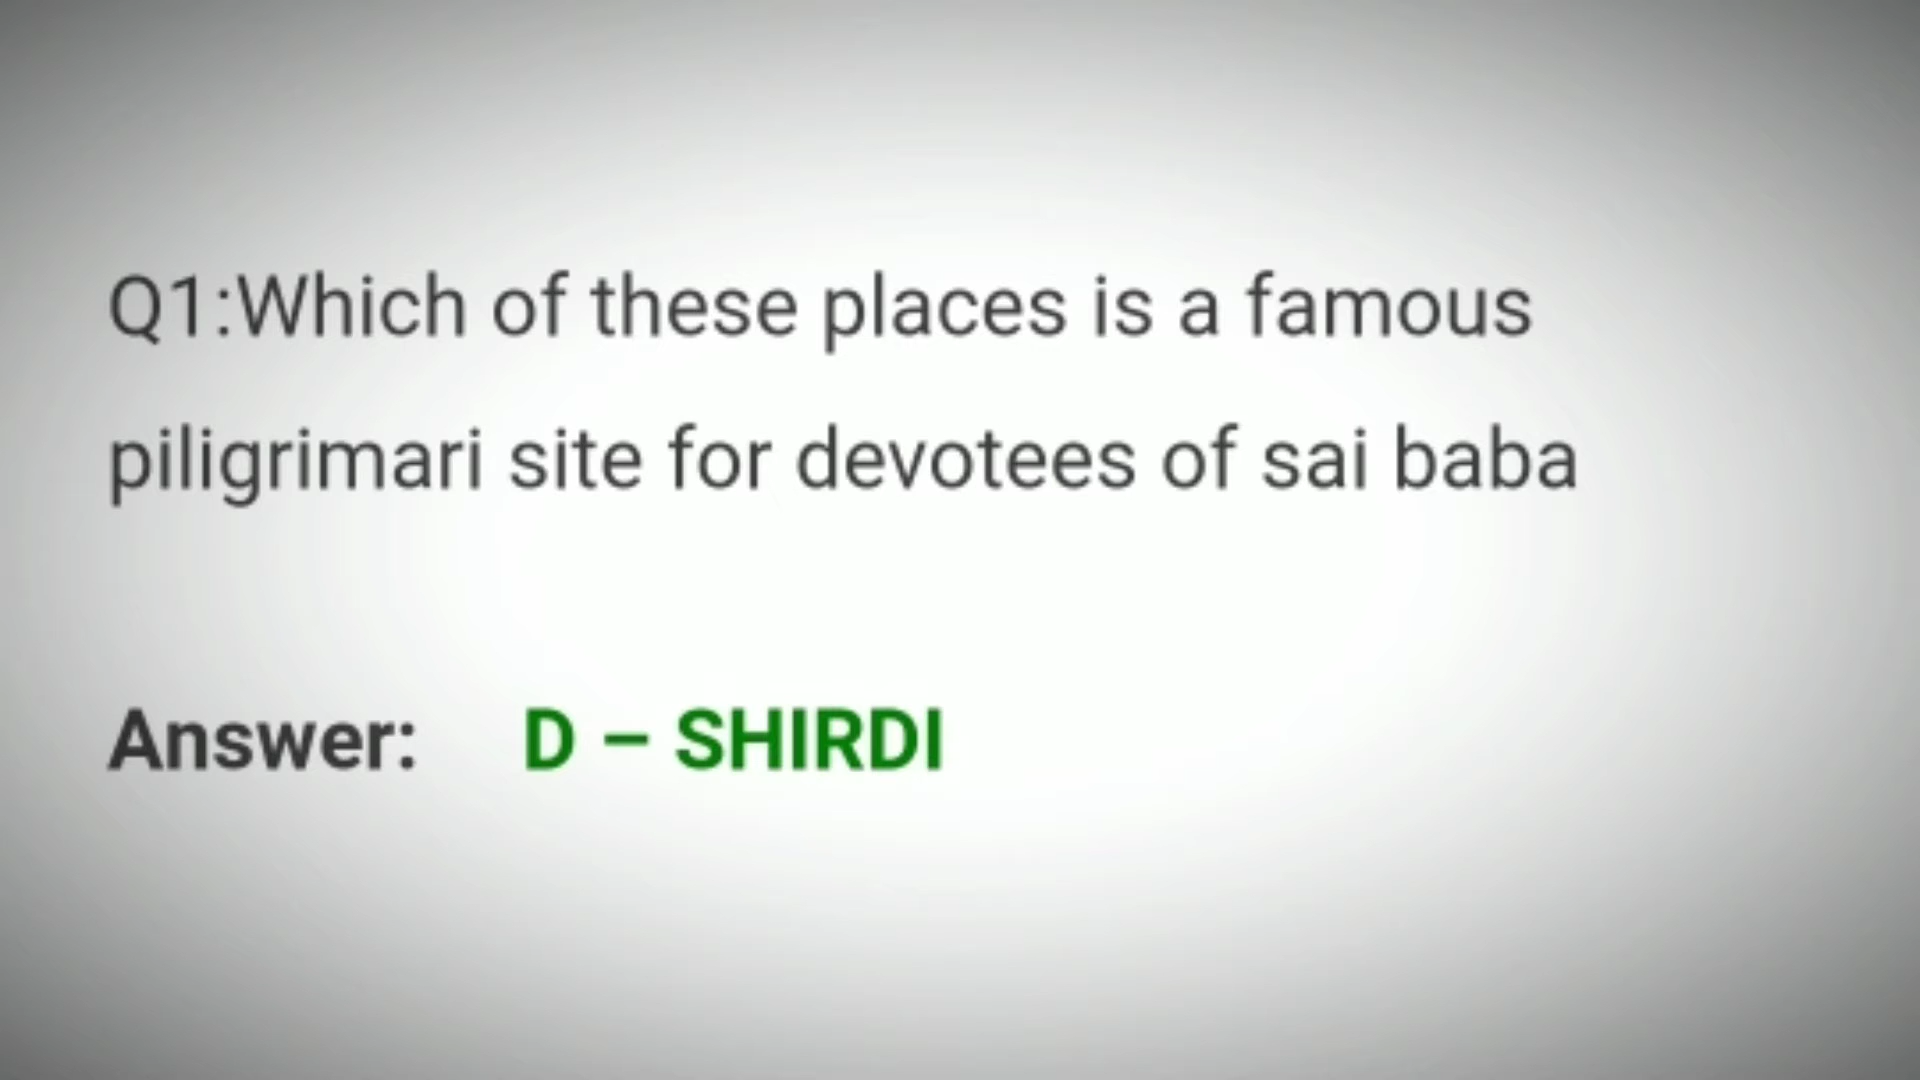 Q1:Which of these places is a famous
piligrimari site for devotees of sai baba
Answer: D – SHIRDI